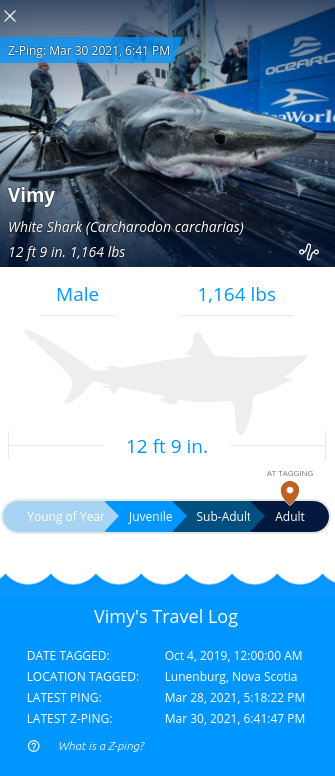 Z-Ping: Mar 30 2021, 6:41 PM
OCEARC
SeaWorld
Vimy
White Shark (Carcharodon carcharias)
12 ft 9 in. 1,164 lbs
Male
1,164 lbs
12 ft 9 in.
AT TAGGING
Young of Year
Juvenile
Sub-Adult
Adult
Vimy's Travel Log
DATE TAGGED: Oct 4, 2019, 12:00:00 AM
LOCATION TAGGED: Lunenburg, Nova Scotia
LATEST PING: Mar 28, 2021, 5:18:22 PM
LATEST Z-PING: Mar 30, 2021, 6:41:47 PM
? What is a Z-ping?